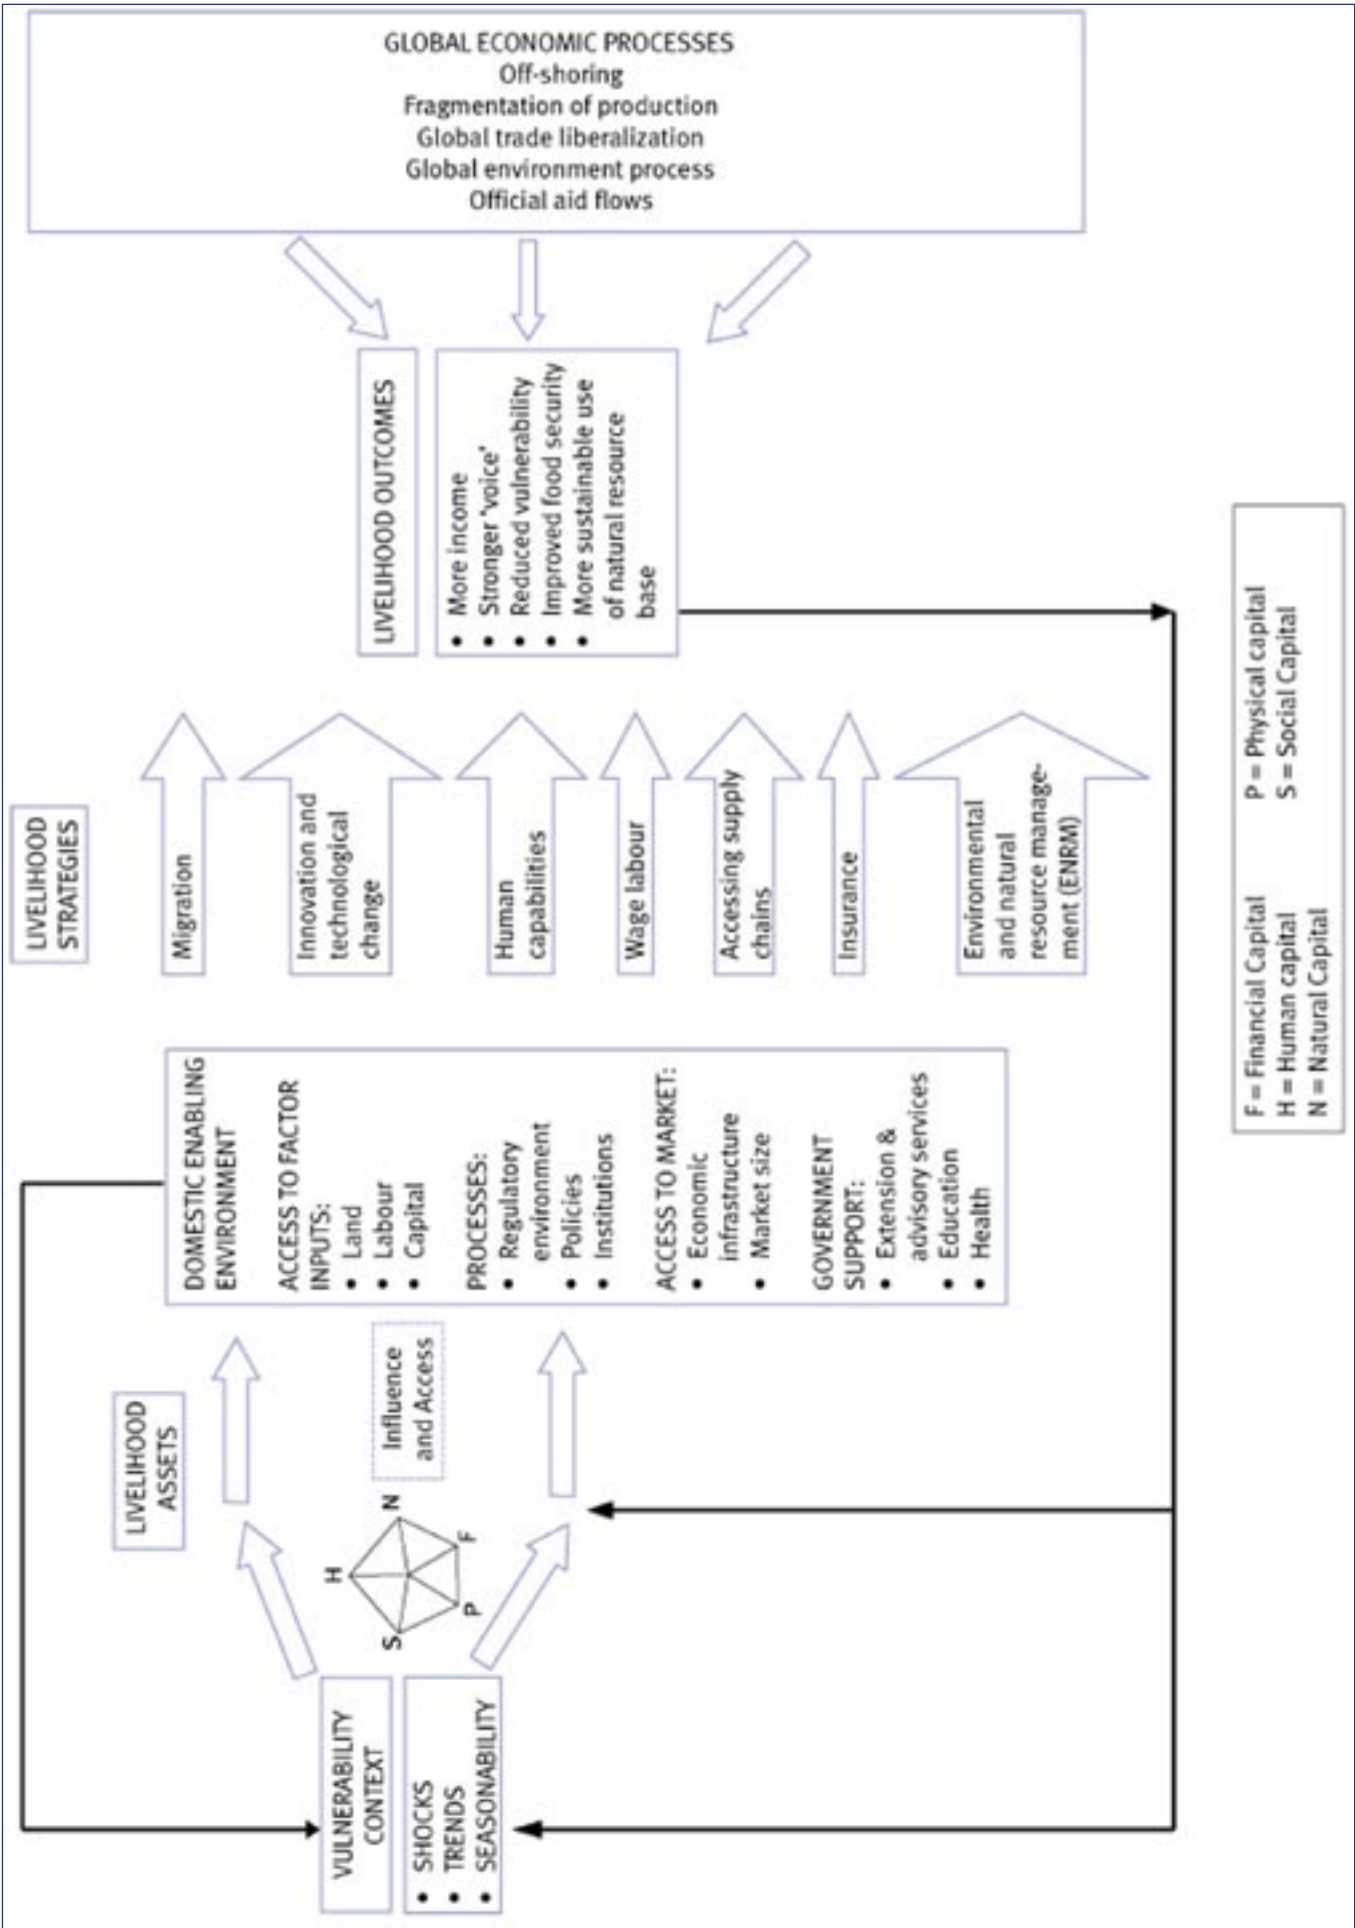 GLOBAL ECONOMIC PROCESSES
Off-shoring
Fragmentation of production
Global trade liberalization
Global environment process
Official aid flows
VULNERABILITY
CONTEXT
• SHOCKS
• TRENDS
• SEASONABILITY
LIVELIHOOD
ASSETS
H
S
N
P
F
Influence
and Access
DOMESTIC ENABLING
ENVIRONMENT
ACCESS TO FACTOR
INPUTS:
• Land
• Labour
• Capital
PROCESSES:
• Regulatory
environment
• Policies
• Institutions
ACCESS TO MARKET:
• Economic
infrastructure
• Market size
GOVERNMENT
SUPPORT:
• Extension &
advisory services
• Education
• Health
LIVELIHOOD
STRATEGIES
Migration
Innovation and
technological
change
Human
capabilities
Wage labour
Accessing supply
chains
Insurance
Environmental
and natural
resource manage-
ment (ENRM)
LIVELIHOOD OUTCOMES
• More income
• Stronger 'voice'
• Reduced vulnerability
• Improved food security
• More sustainable use
of natural resource
base
F = Financial Capital P = Physical capital
H = Human capital S = Social Capital
N = Natural Capital